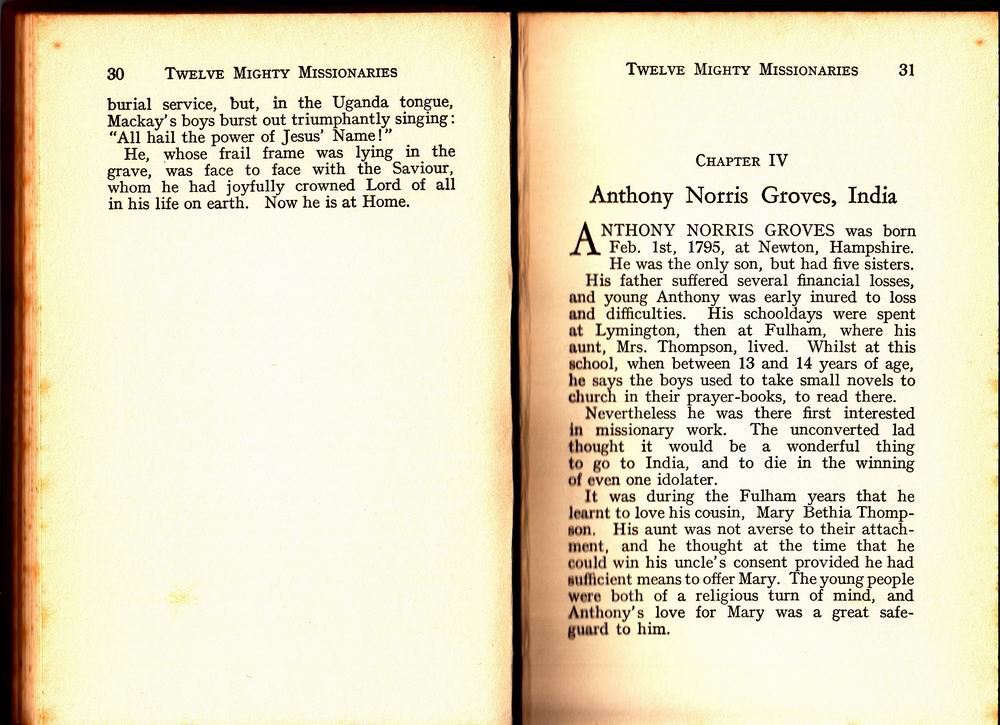 30 TWELVE MIGHTY MISSIONARIES
burial service, but, in the Uganda tongue,
Mackay's boys burst out triumphantly singing:
"All hail the power of Jesus' Name!"
He, whose frail frame was lying in the
grave, was face to face with the Saviour,
whom he had joyfully crowned Lord of all
in his life on earth. Now he is at Home.
TWELVE MIGHTY MISSIONARIES 31
CHAPTER IV
Anthony Norris Groves, India
ANTHONY NORRIS GROVES was born
Feb. 1st, 1795, at Newton, Hampshire.
He was the only son, but had five sisters.
His father suffered several financial losses,
and young Anthony was early inured to loss
and difficulties. His schooldays were spent
at Lymington, then at Fulham, where his
aunt, Mrs. Thompson, lived. Whilst at this
school, when between 13 and 14 years of age,
he says the boys used to take small novels to
church in their prayer-books, to read there.
Nevertheless he was there first interested
in missionary work. The unconverted lad
thought it would be a wonderful thing
to go to India, and to die in the winning
of even one idolater.
It was during the Fulham years that he
learnt to love his cousin, Mary Bethia Thomp-
son. His aunt was not averse to their attach-
ment, and he thought at the time that he
could win his uncle's consent provided he had
sufficient means to offer Mary. The young people
were both of a religious turn of mind, and
Anthony's love for Mary was a great safe-
guard to him.